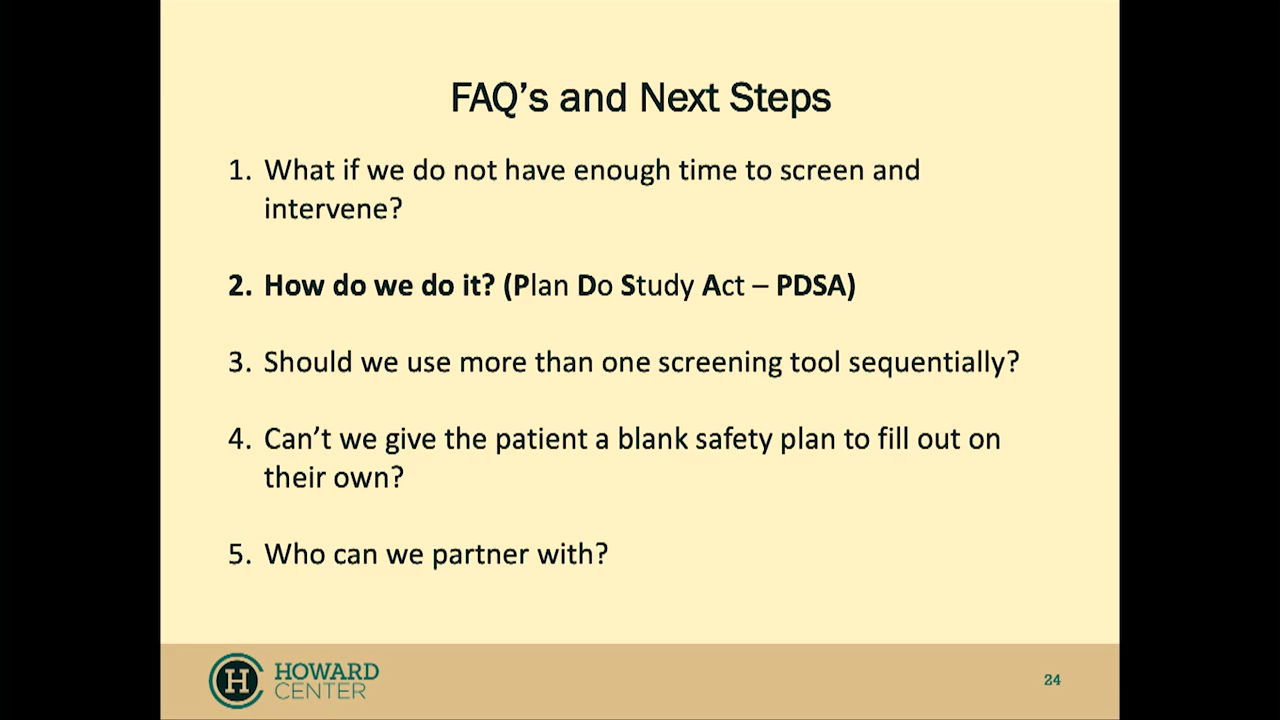 FAQ’s and Next Steps
1. What if we do not have enough time to screen and
intervene?
2. How do we do it? (Plan Do Study Act – PDSA)
3. Should we use more than one screening tool sequentially?
4. Can’t we give the patient a blank safety plan to fill out on
their own?
5. Who can we partner with?
H HOWARD
CENTER
24